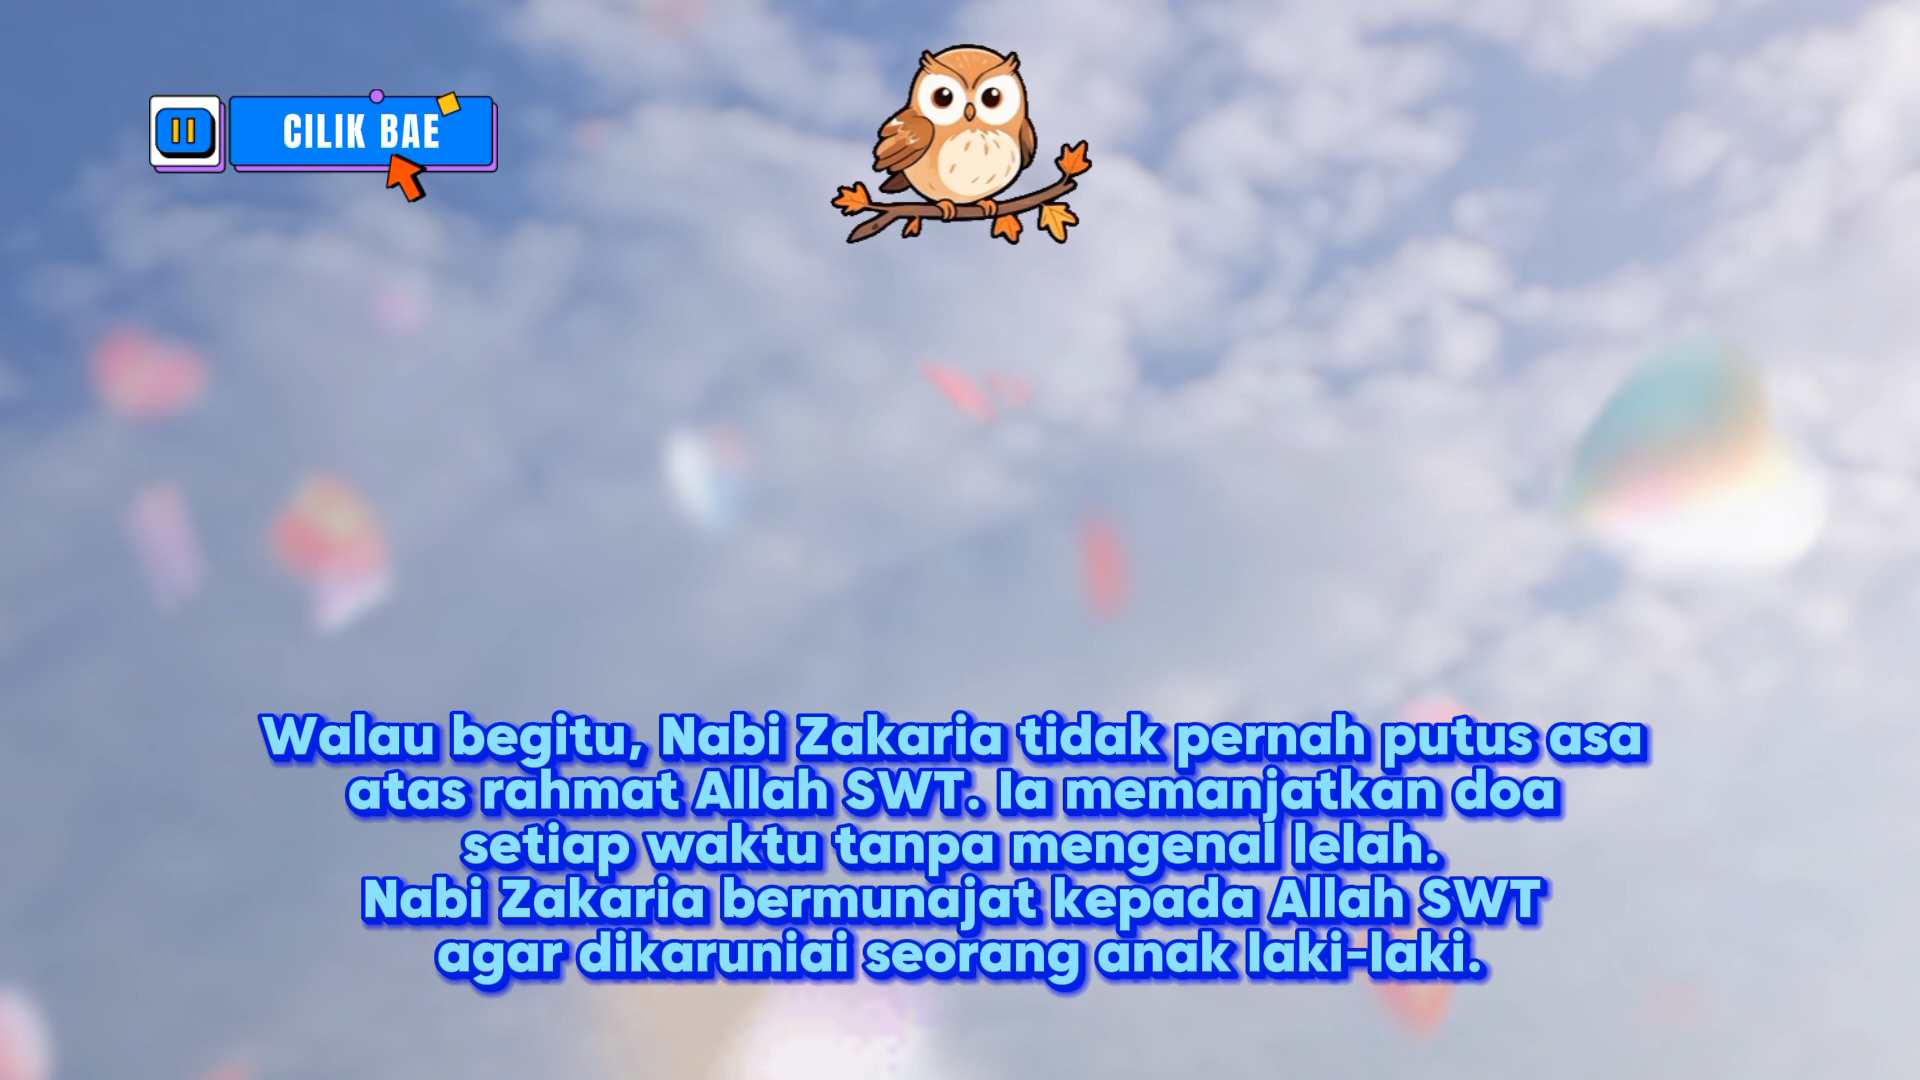 CILIK BAE
Walau begitu, Nabi Zakaria tidak pernah putus asa
atas rahmat Allah SWT. Ia memanjatkan doa
setiap waktu tanpa mengenal lelah.
Nabi Zakaria bermunajat kepada Allah SWT
agar dikaruniai seorang anak laki-laki.